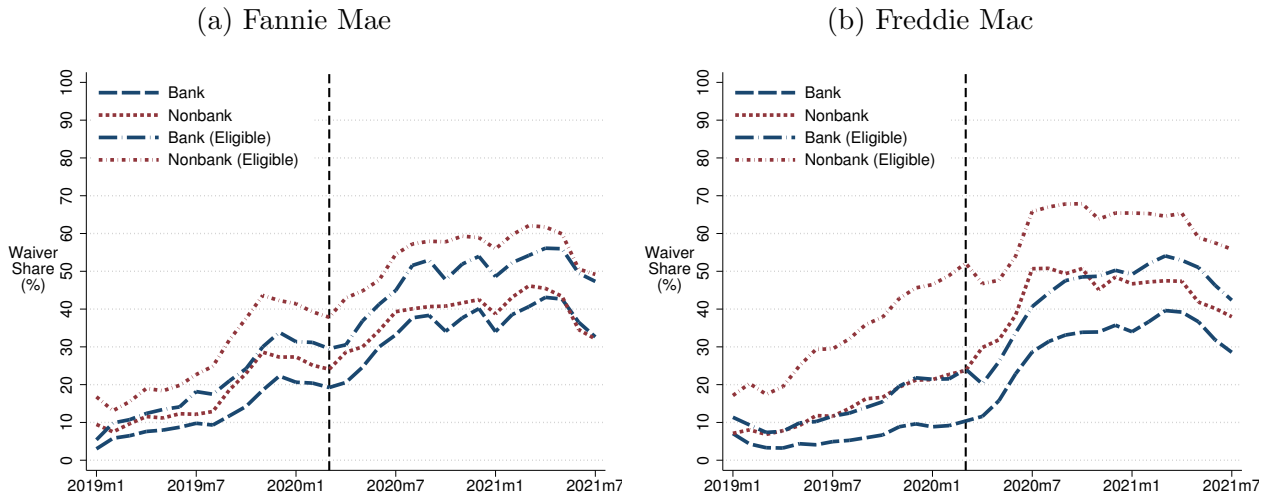 (a) Fannie Mae
100
90
80
70
60
50
40
30
20
10
0
Waiver
Share
(%)
Bank
Nonbank
Bank (Eligible)
Nonbank (Eligible)
2019m1
2019m7
2020m1
2020m7
2021m1
2021m7
(b) Freddie Mac
100
90
80
70
60
50
40
30
20
10
0
Waiver
Share
(%)
Bank
Nonbank
Bank (Eligible)
Nonbank (Eligible)
2019m1
2019m7
2020m1
2020m7
2021m1
2021m7